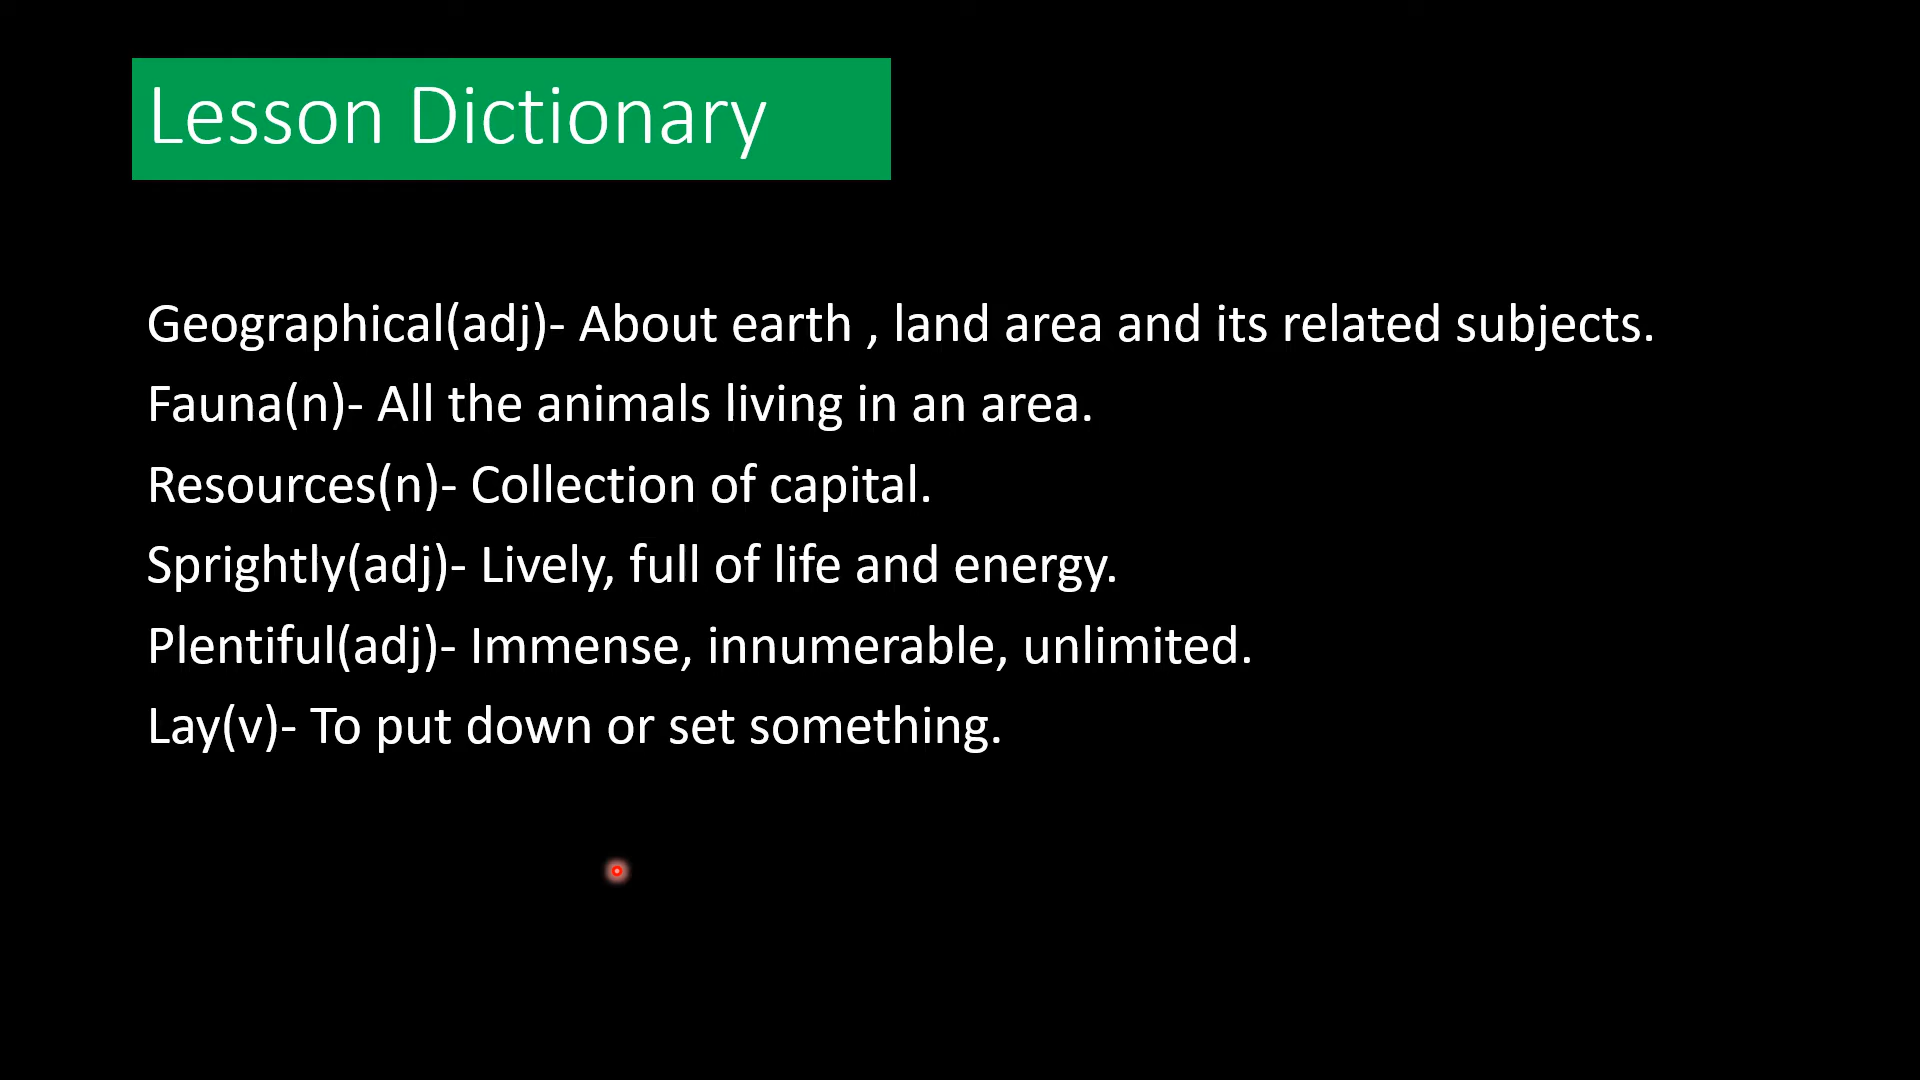 Lesson Dictionary
Geographical(adj)- About earth , land area and its related subjects.
Fauna(n)- All the animals living in an area.
Resources(n)- Collection of capital.
Sprightly(adj)- Lively, full of life and energy.
Plentiful(adj)- Immense, innumerable, unlimited.
Lay(v)- To put down or set something.